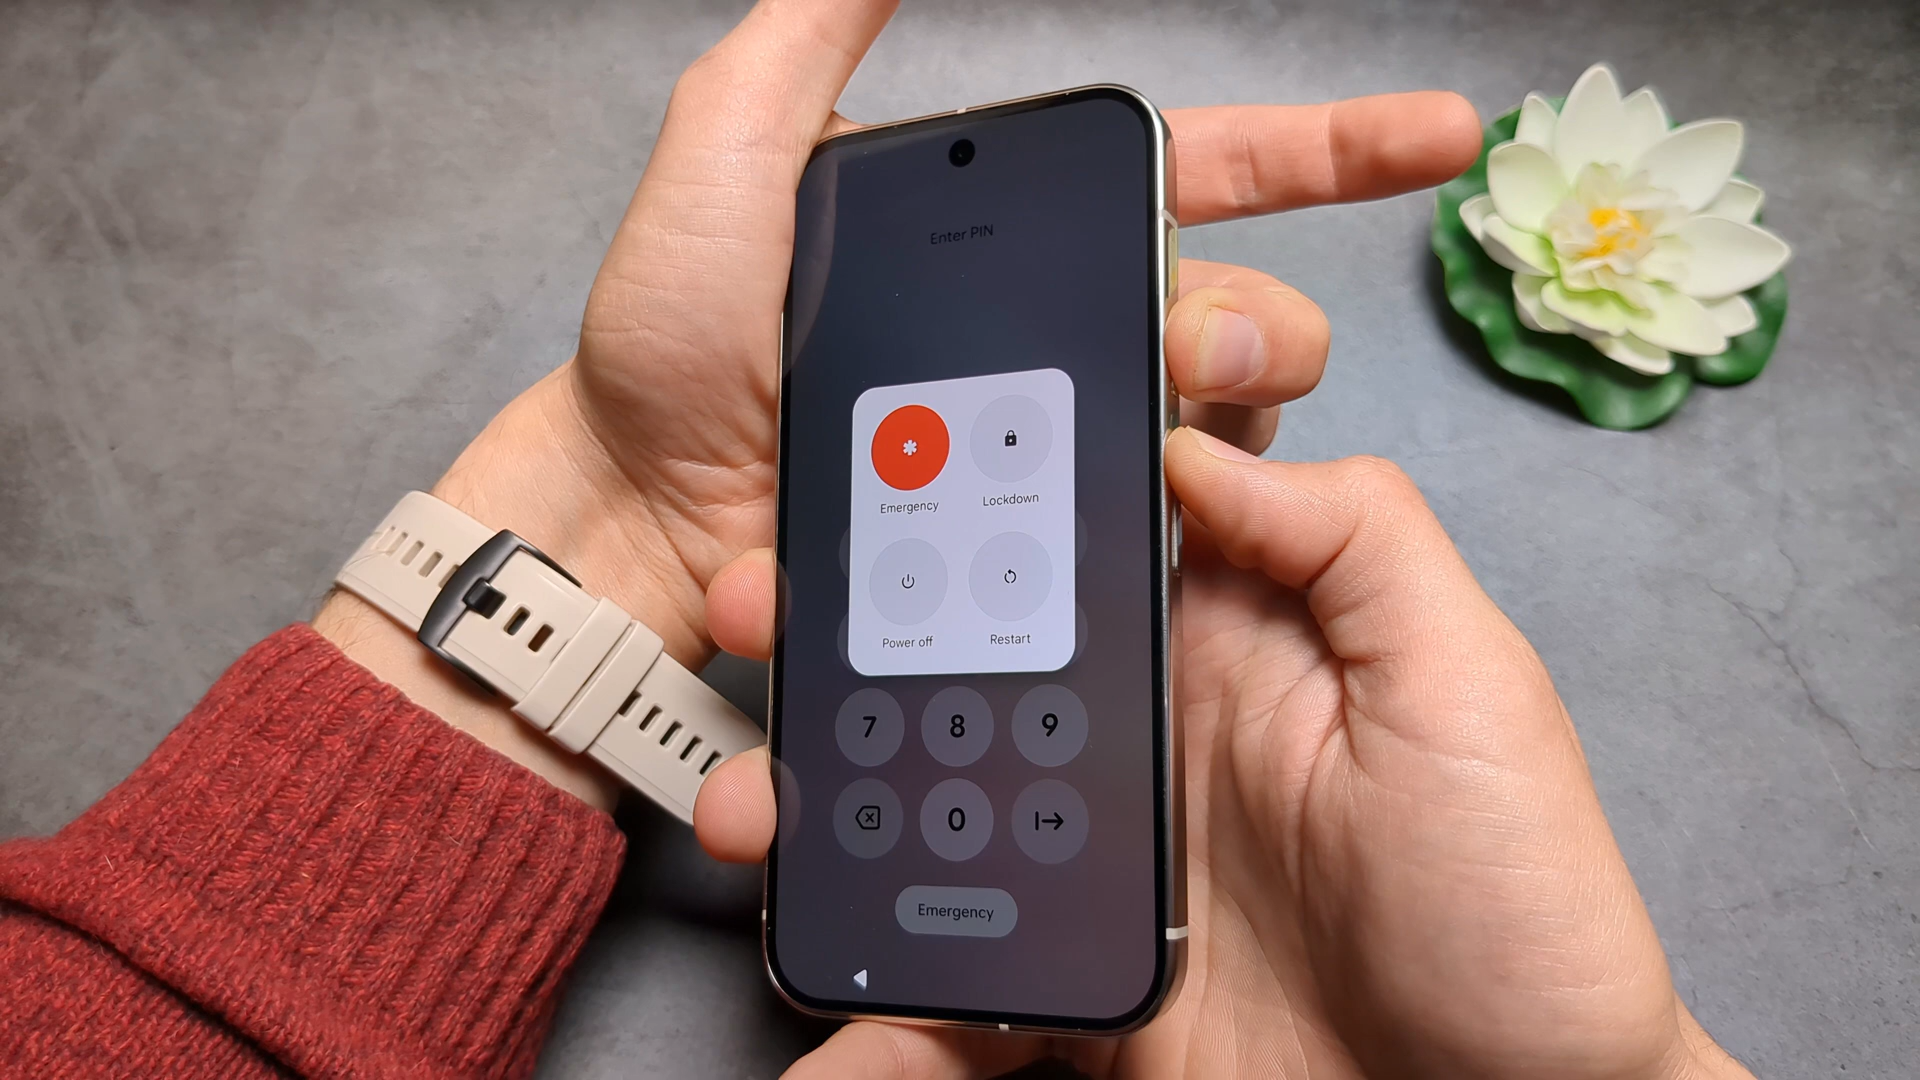 Enter PIN
Emergency
Lockdown
Power off
Restart
7 8 9
0
Emergency